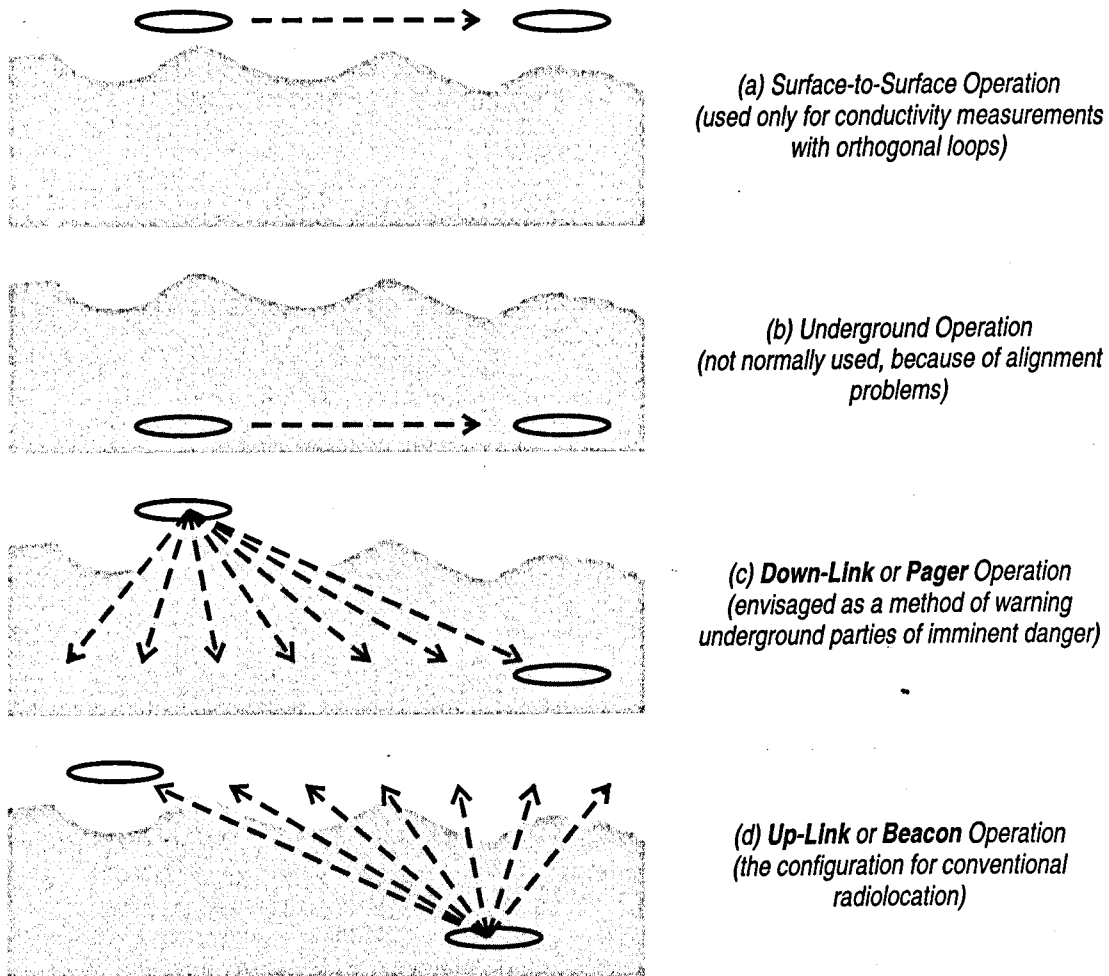 (a) Surface-to-Surface Operation
(used only for conductivity measurements
with orthogonal loops)
(b) Underground Operation
(not normally used, because of alignment
problems)
(c) Down-Link or Pager Operation
(envisaged as a method of warning
underground parties of imminent danger)
(d) Up-Link or Beacon Operation
(the configuration for conventional
radiolocation)